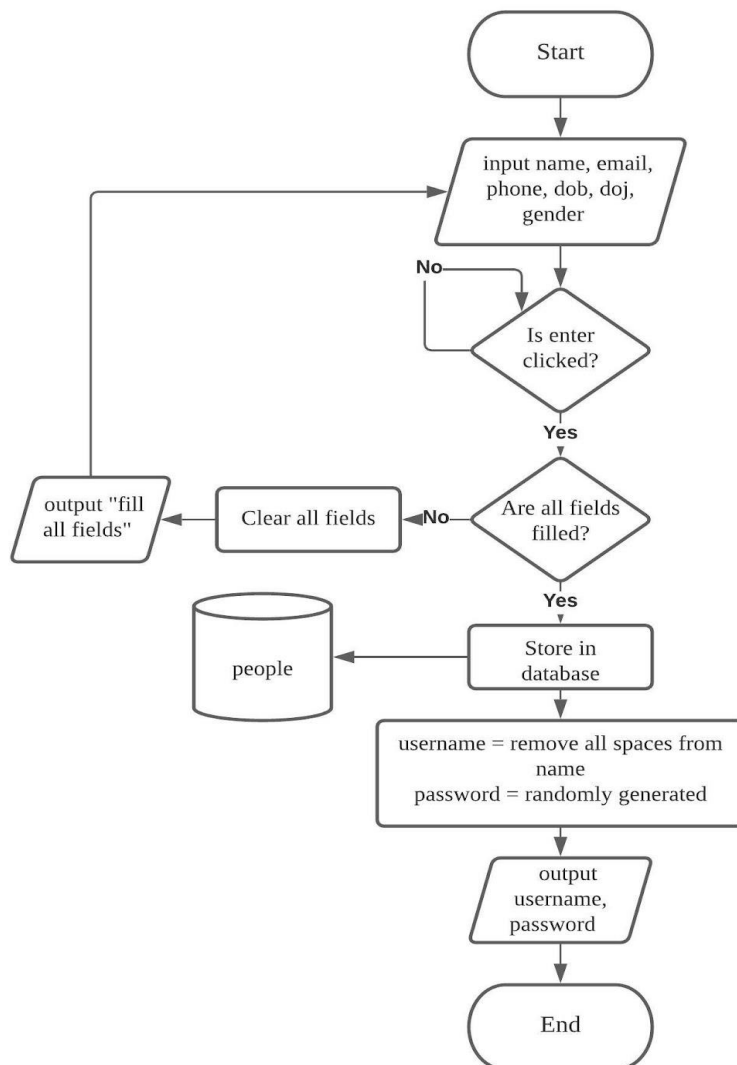 Start
input name, email,
phone, dob, doj,
gender
No
Is enter
clicked?
Yes
output "fill
all fields"
Clear all fields
No
Are all fields
filled?
Yes
people
Store in
database
username = remove all spaces from
name
password = randomly generated
output
username,
password
End